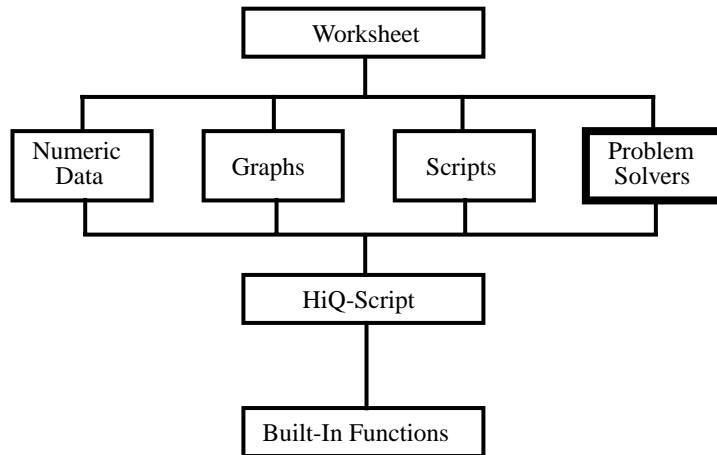 Worksheet
Numeric
Data
Graphs
Scripts
Problem
Solvers
HiQ-Script
Built-In Functions